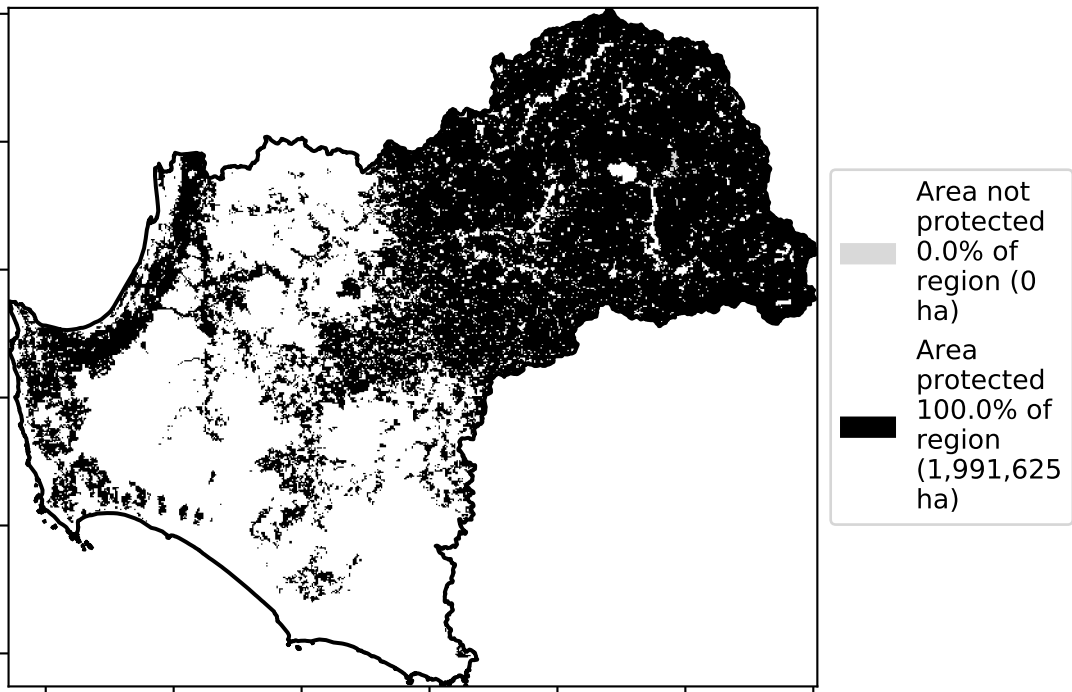 Area not
protected
0.0% of
region (0
ha)
Area
protected
100.0% of
region
(1,991,625
ha)